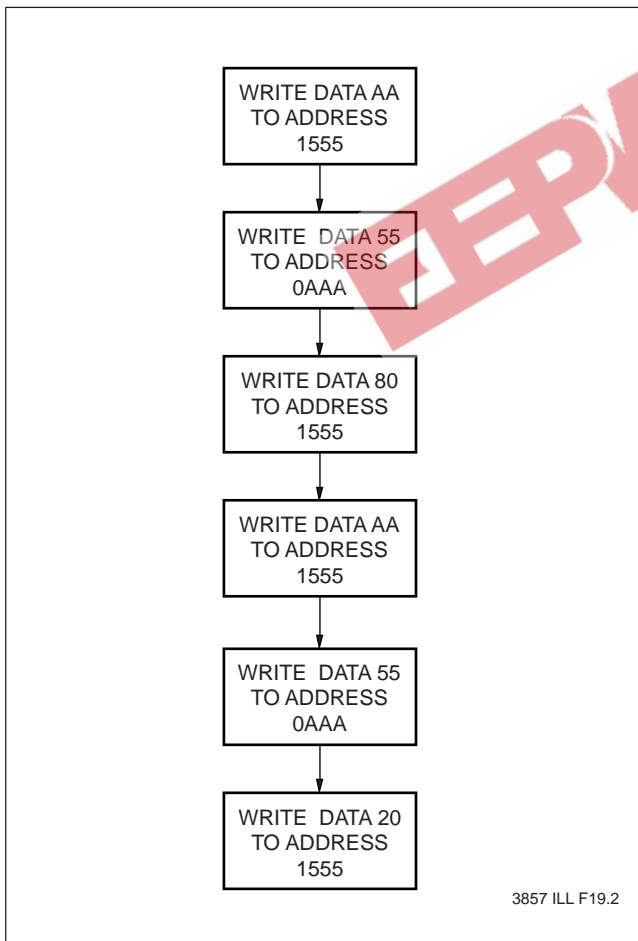 WRITE DATA AA
TO ADDRESS
1555
WRITE DATA 55
TO ADDRESS
0AAA
WRITE DATA 80
TO ADDRESS
1555
WRITE DATA AA
TO ADDRESS
1555
WRITE DATA 55
TO ADDRESS
0AAA
WRITE DATA 20
TO ADDRESS
1555
3857 ILL F19.2